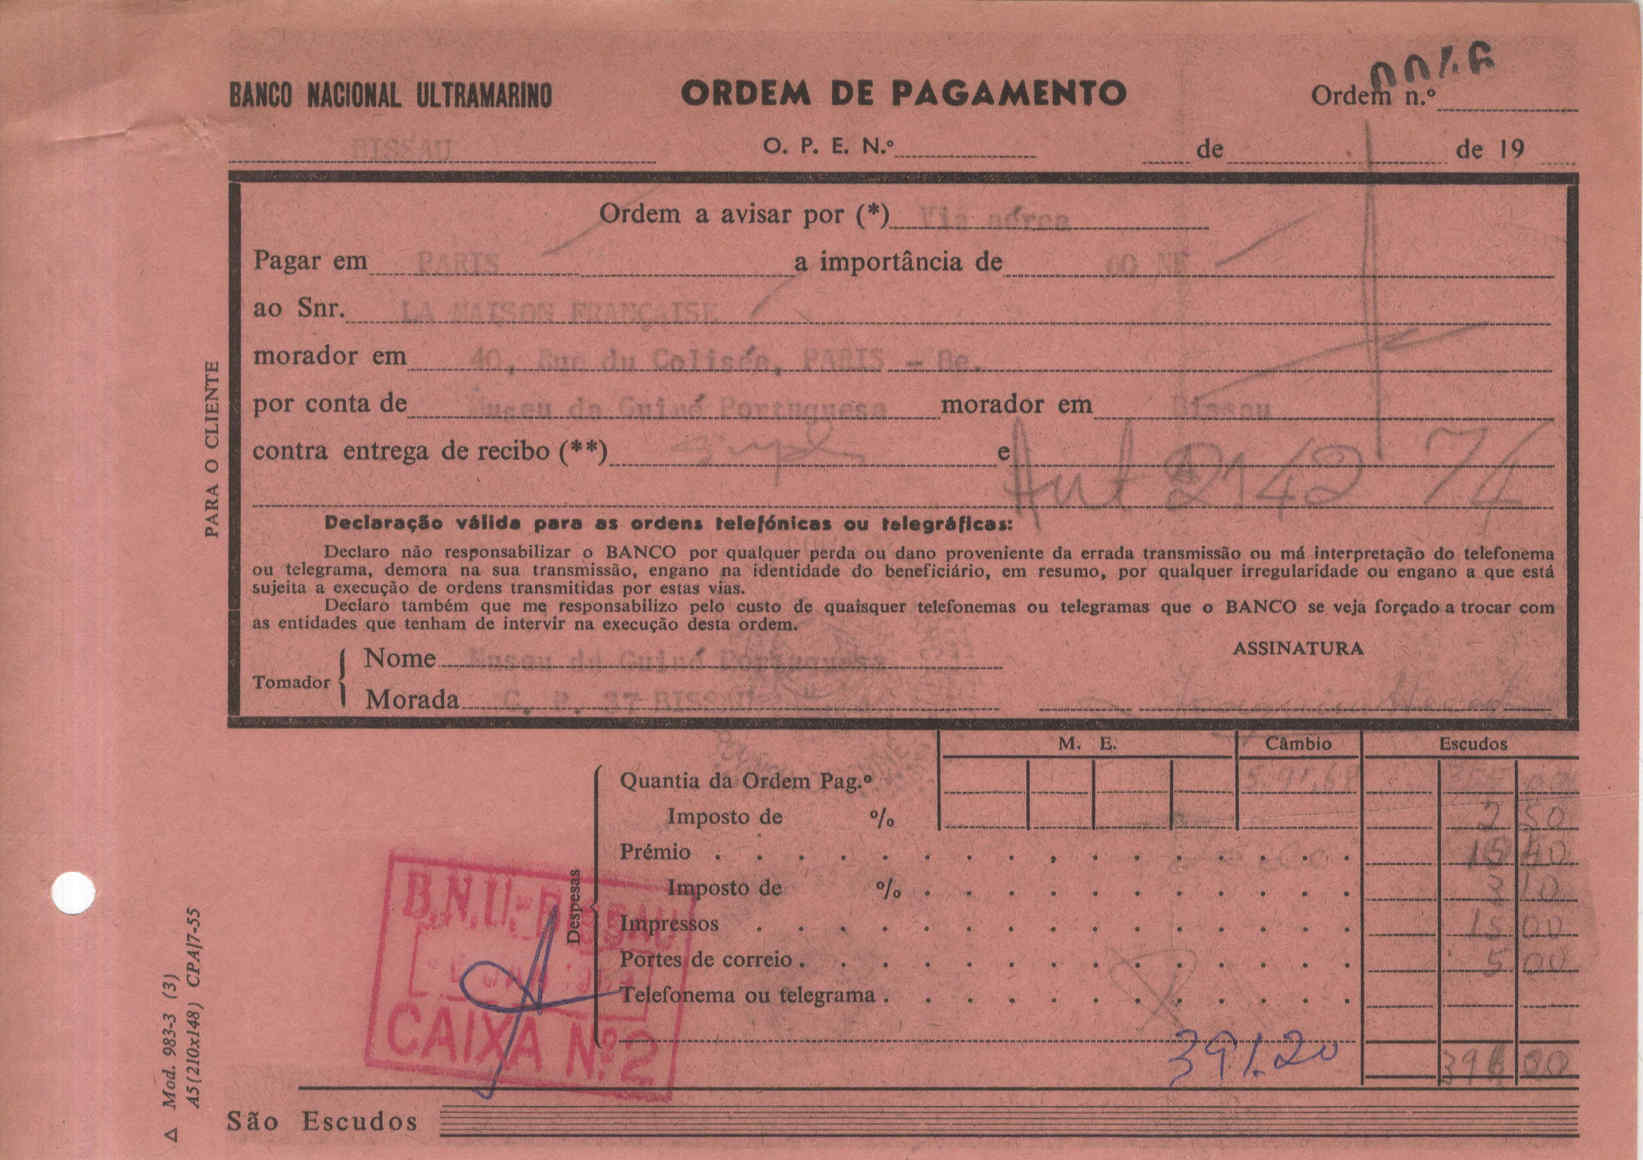 BANCO NACIONAL ULTRAMARINO
ORDEM DE PAGAMENTO
Ordem n.º 0046
BISSAU
O. P. E. N.º
de de 19
Ordem a avisar por (*) Via aérea
Pagar em PARIS a importância de 60 NF
ao Snr. LA MAISON FRANÇAISE
morador em 40, Rue du Colisée, PARIS - 8e.
por conta de Museu da Guiné Portuguesa morador em Bissau
contra entrega de recibo (**) e Aut 2142 74
Declaração válida para as ordens telefónicas ou telegráficas:
Declaro não responsabilizar o BANCO por qualquer perda ou dano proveniente da errada transmissão ou má interpretação do telefonema
ou telegrama, demora na sua transmissão, engano na identidade do beneficiário, em resumo, por qualquer irregularidade ou engano a que está
sujeita a execução de ordens transmitidas por estas vias.
Declaro também que me responsabilizo pelo custo de quaisquer telefonemas ou telegramas que o BANCO se veja forçado a trocar com
as entidades que tenham de intervir na execução desta ordem.
ASSINATURA
Tomador
Nome Museu da Guiné Portuguesa
Morada C. P. 37 BISSAU
M. E. Câmbio Escudos
Quantia da Ordem Pag.º
Imposto de % 2 50
Despesas
Prémio 15 40
Imposto de % 3 10
Impressos 15 00
Portes de correio 5 00
Telefonema ou telegrama
391.20
São Escudos
B.N.U.-BISSAU
CAIXA N.º 2
PARA O CLIENTE
Δ Mod. 983-3 (3)
A5 (210x148) CPA/7-55